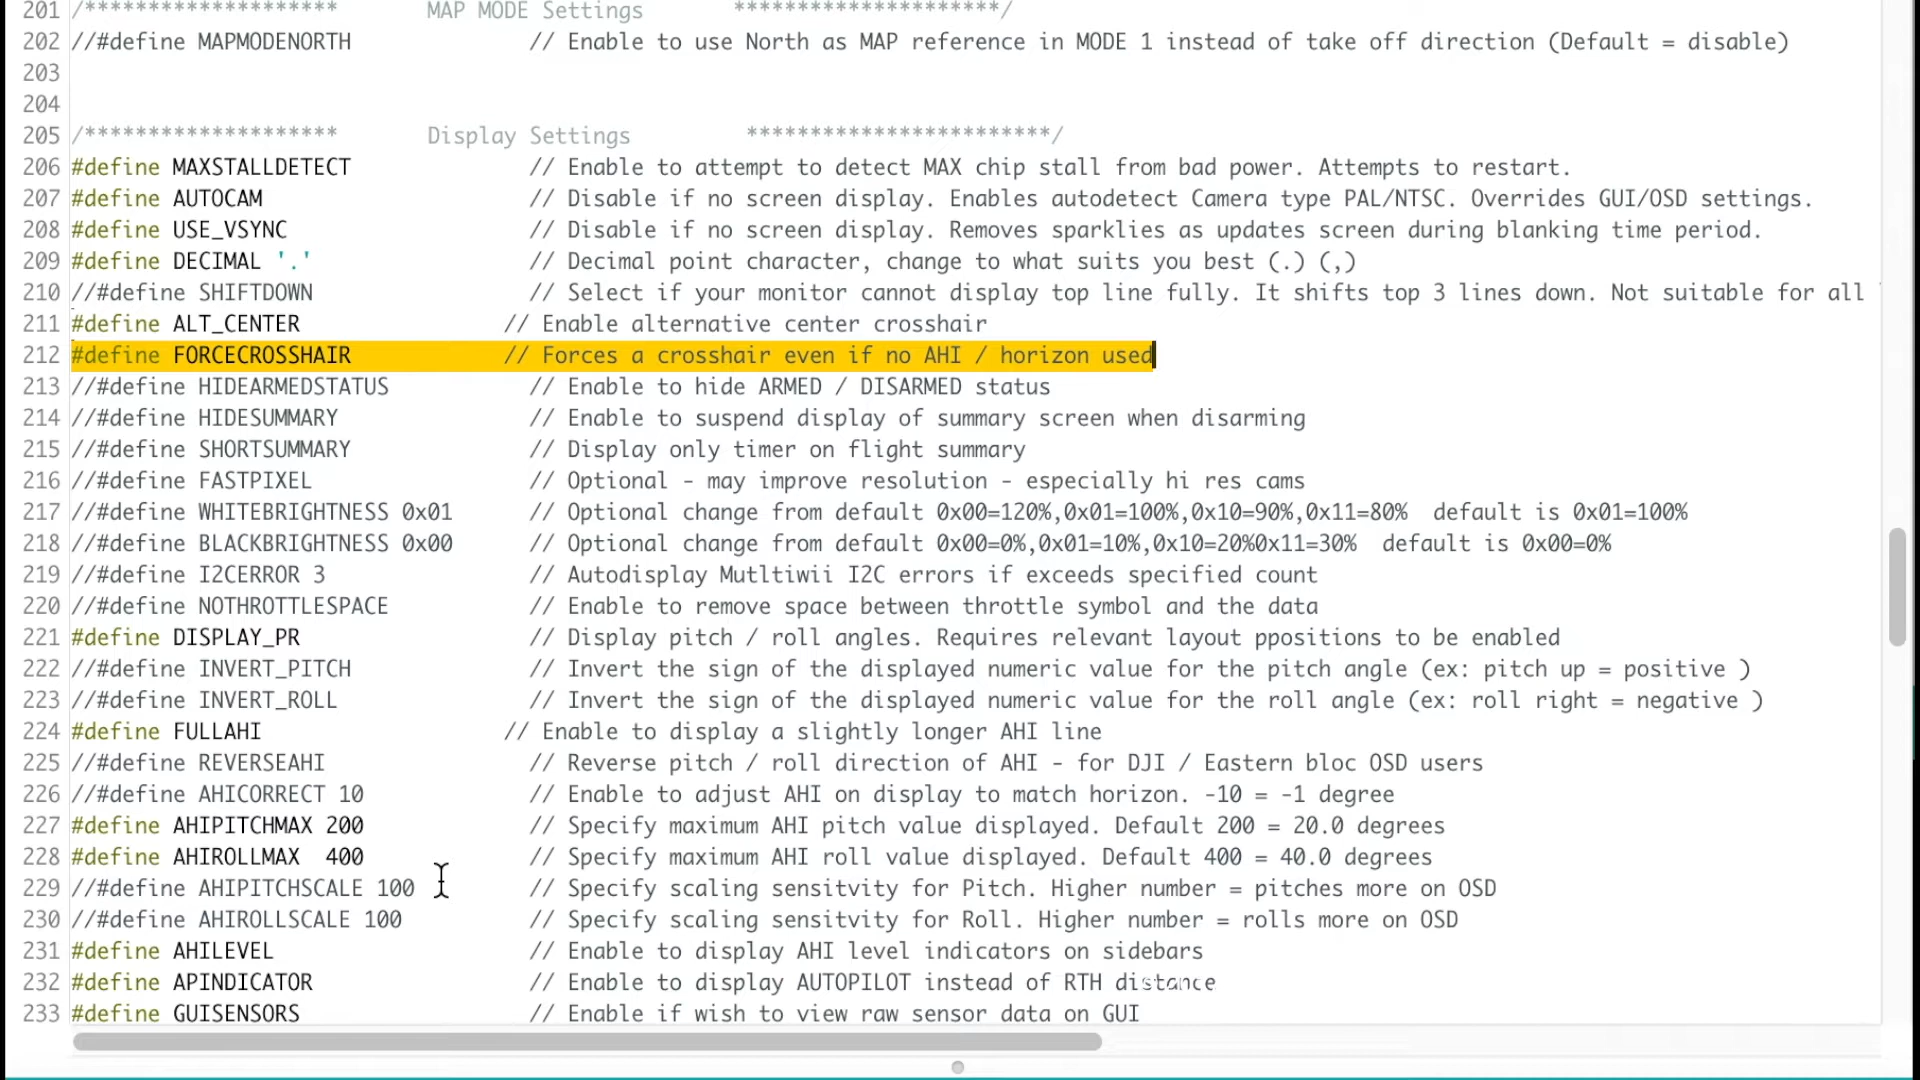 201 /******************** MAP MODE Settings *********************/
202 //#define MAPMODENORTH // Enable to use North as MAP reference in MODE 1 instead of take off direction (Default = disable)
203
204
205 /******************** Display Settings ************************/
206 #define MAXSTALLDETECT // Enable to attempt to detect MAX chip stall from bad power. Attempts to restart.
207 #define AUTOCAM // Disable if no screen display. Enables autodetect Camera type PAL/NTSC. Overrides GUI/OSD settings.
208 #define USE_VSYNC // Disable if no screen display. Removes sparklies as updates screen during blanking time period.
209 #define DECIMAL '.' // Decimal point character, change to what suits you best (.) (,)
210 //#define SHIFTDOWN // Select if your monitor cannot display top line fully. It shifts top 3 lines down. Not suitable for all
211 #define ALT_CENTER // Enable alternative center crosshair
212 #define FORCECROSSHAIR // Forces a crosshair even if no AHI / horizon used
213 //#define HIDEARMEDSTATUS // Enable to hide ARMED / DISARMED status
214 //#define HIDESUMMARY // Enable to suspend display of summary screen when disarming
215 //#define SHORTSUMMARY // Display only timer on flight summary
216 //#define FASTPIXEL // Optional - may improve resolution - especially hi res cams
217 //#define WHITEBRIGHTNESS 0x01 // Optional change from default 0x00=120%,0x01=100%,0x10=90%,0x11=80% default is 0x01=100%
218 //#define BLACKBRIGHTNESS 0x00 // Optional change from default 0x00=0%,0x01=10%,0x10=20%0x11=30% default is 0x00=0%
219 //#define I2CERROR 3 // Autodisplay Mutltiwii I2C errors if exceeds specified count
220 //#define NOTHROTTLESPACE // Enable to remove space between throttle symbol and the data
221 #define DISPLAY_PR // Display pitch / roll angles. Requires relevant layout ppositions to be enabled
222 //#define INVERT_PITCH // Invert the sign of the displayed numeric value for the pitch angle (ex: pitch up = positive )
223 //#define INVERT_ROLL // Invert the sign of the displayed numeric value for the roll angle (ex: roll right = negative )
224 #define FULLAHI // Enable to display a slightly longer AHI line
225 //#define REVERSEAHI // Reverse pitch / roll direction of AHI - for DJI / Eastern bloc OSD users
226 //#define AHICORRECT 10 // Enable to adjust AHI on display to match horizon. -10 = -1 degree
227 #define AHIPITCHMAX 200 // Specify maximum AHI pitch value displayed. Default 200 = 20.0 degrees
228 #define AHIROLLMAX 400 // Specify maximum AHI roll value displayed. Default 400 = 40.0 degrees
229 //#define AHIPITCHSCALE 100 // Specify scaling sensitvity for Pitch. Higher number = pitches more on OSD
230 //#define AHIROLLSCALE 100 // Specify scaling sensitvity for Roll. Higher number = rolls more on OSD
231 #define AHILEVEL // Enable to display AHI level indicators on sidebars
232 #define APINDICATOR // Enable to display AUTOPILOT instead of RTH distance
233 #define GUISENSORS // Enable if wish to view raw sensor data on GUI